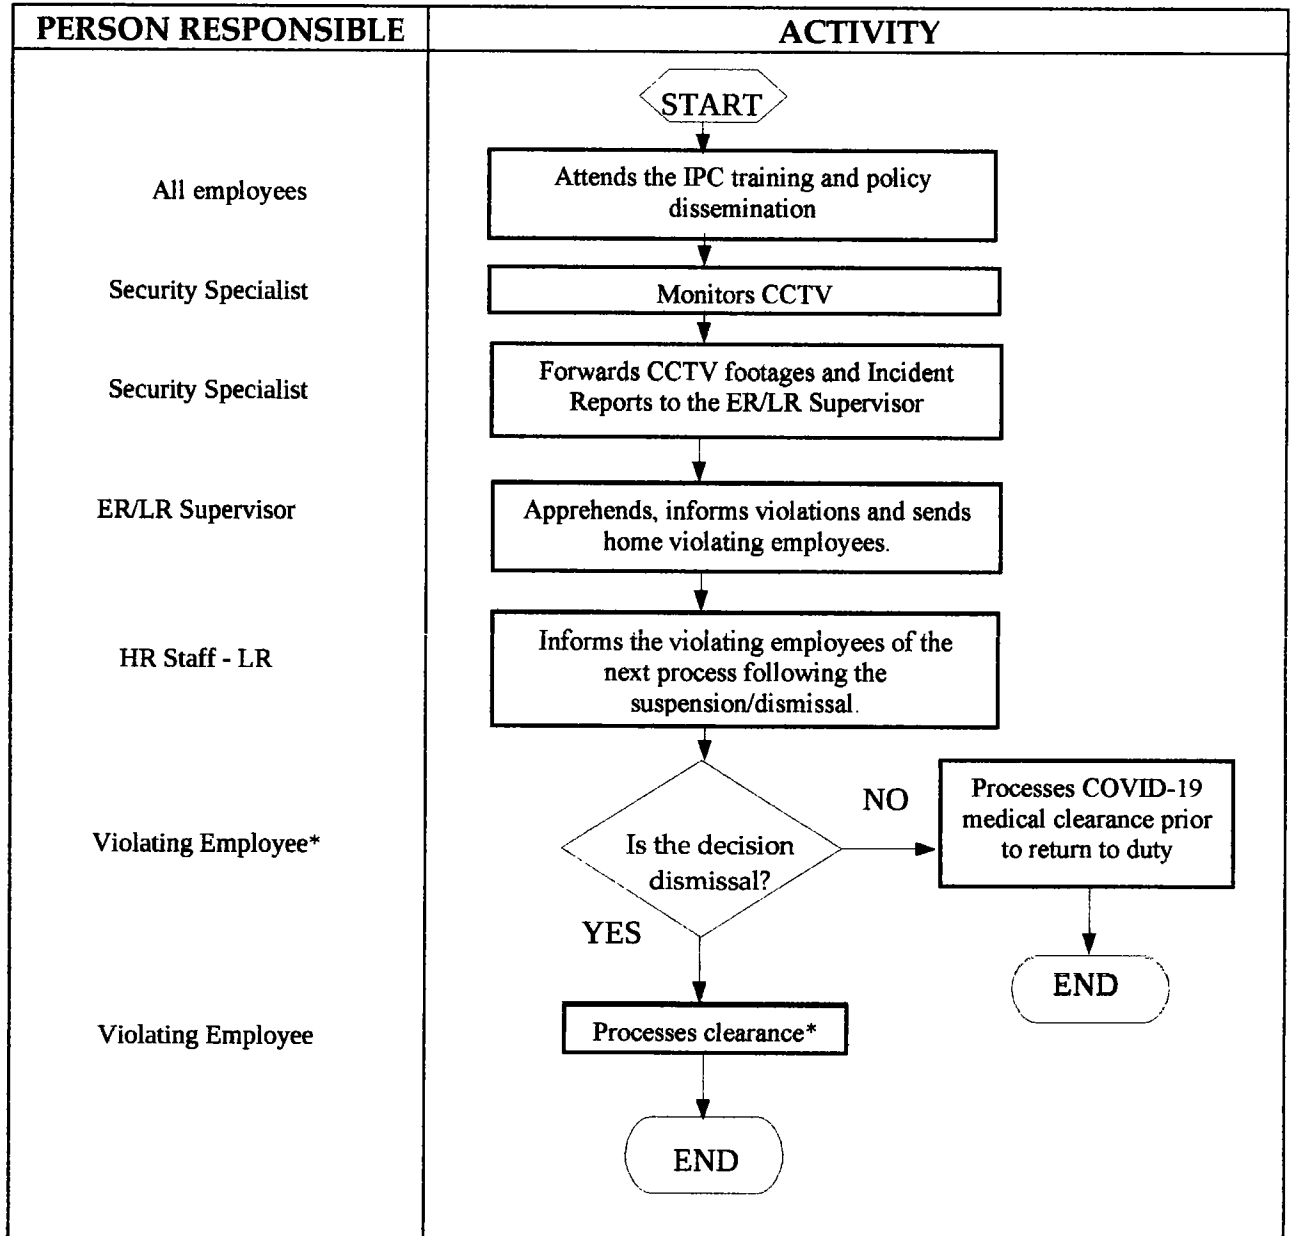 PERSON RESPONSIBLE
ACTIVITY
START
All employees
Attends the IPC training and policy
dissemination
Security Specialist
Monitors CCTV
Security Specialist
Forwards CCTV footages and Incident
Reports to the ER/LR Supervisor
ER/LR Supervisor
Apprehends, informs violations and sends
home violating employees.
HR Staff - LR
Informs the violating employees of the
next process following the
suspension/dismissal.
Violating Employee*
Is the decision
dismissal?
NO
Processes COVID-19
medical clearance prior
to return to duty
END
YES
Violating Employee
Processes clearance*
END